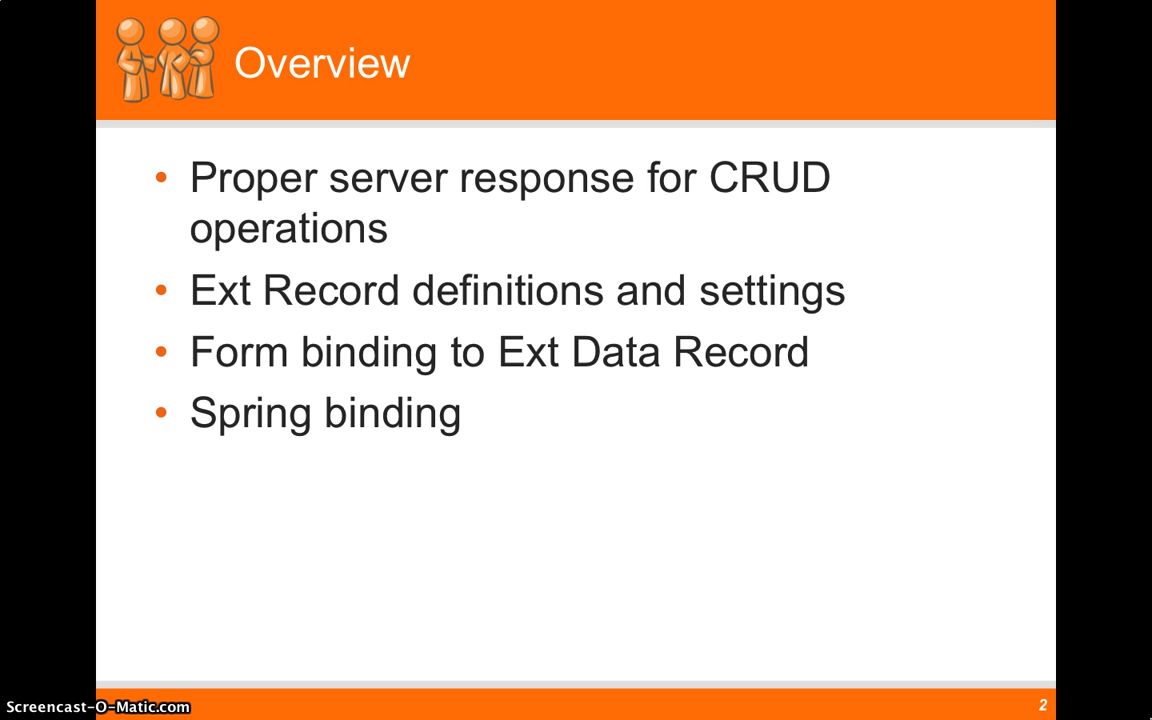 Overview
• Proper server response for CRUD
operations
• Ext Record definitions and settings
• Form binding to Ext Data Record
• Spring binding
Screencast-O-Matic.com
2